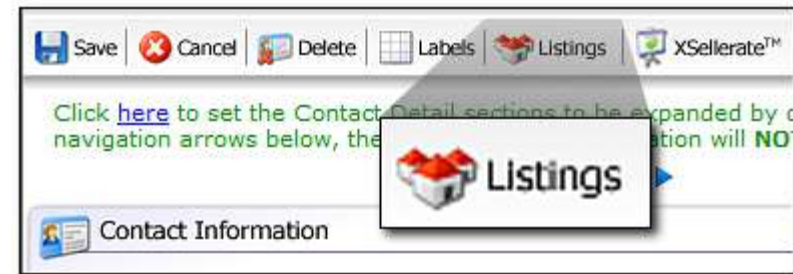 Save Cancel Delete Labels Listings XSellerate™
Click here to set the Contact Detail sections to be expanded by
navigation arrows below, the ation will NOT
Listings
Contact Information